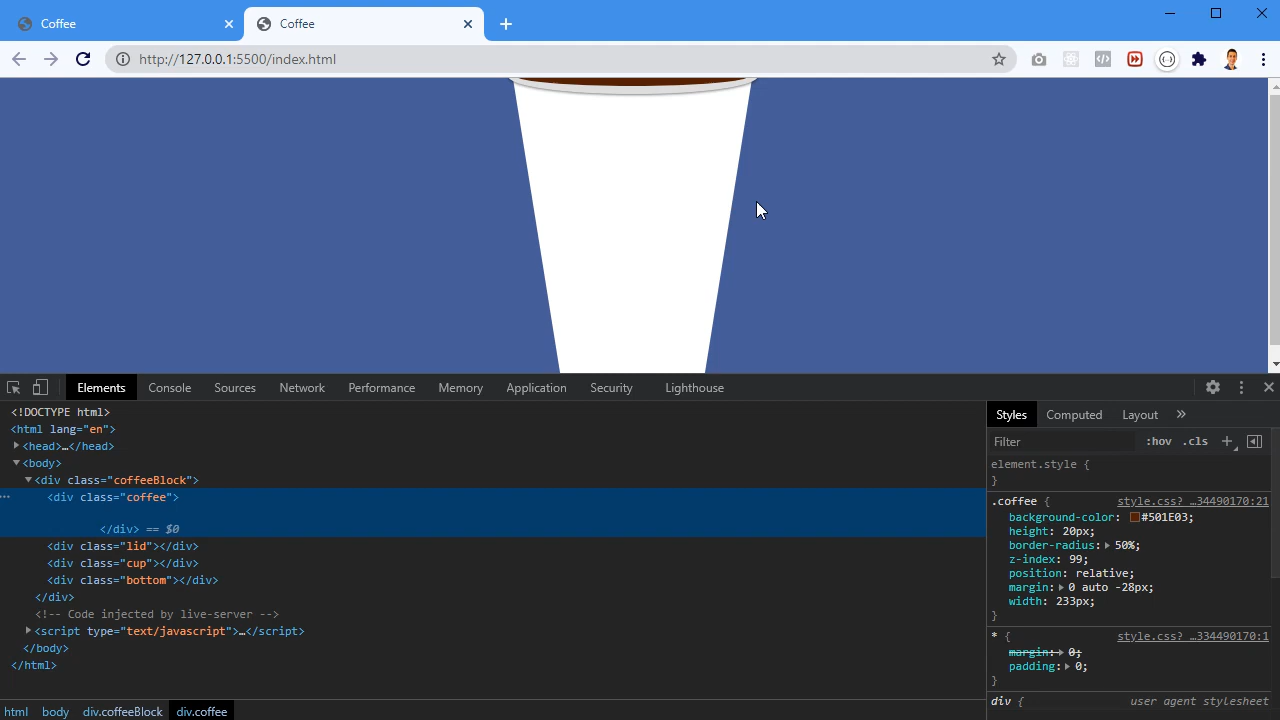 Coffee
Coffee
http://127.0.0.1:5500/index.html
Elements Console Sources Network Performance Memory Application Security Lighthouse
<!DOCTYPE html>
<html lang="en">
<head>…</head>
<body>
<div class="coffeeBlock">
<div class="coffee">
</div> == $0
<div class="lid"></div>
<div class="cup"></div>
<div class="bottom"></div>
</div>
<!-- Code injected by live-server -->
<script type="text/javascript">…</script>
</body>
</html>
html body div.coffeeBlock div.coffee
Styles Computed Layout »
Filter :hov .cls +
element.style {
}
.coffee { style.css? …34490170:21
background-color: #501E03;
height: 20px;
border-radius: 50%;
z-index: 99;
position: relative;
margin: 0 auto -28px;
width: 233px;
}
* { style.css? …334490170:1
margin: 0;
padding: 0;
}
div { user agent stylesheet